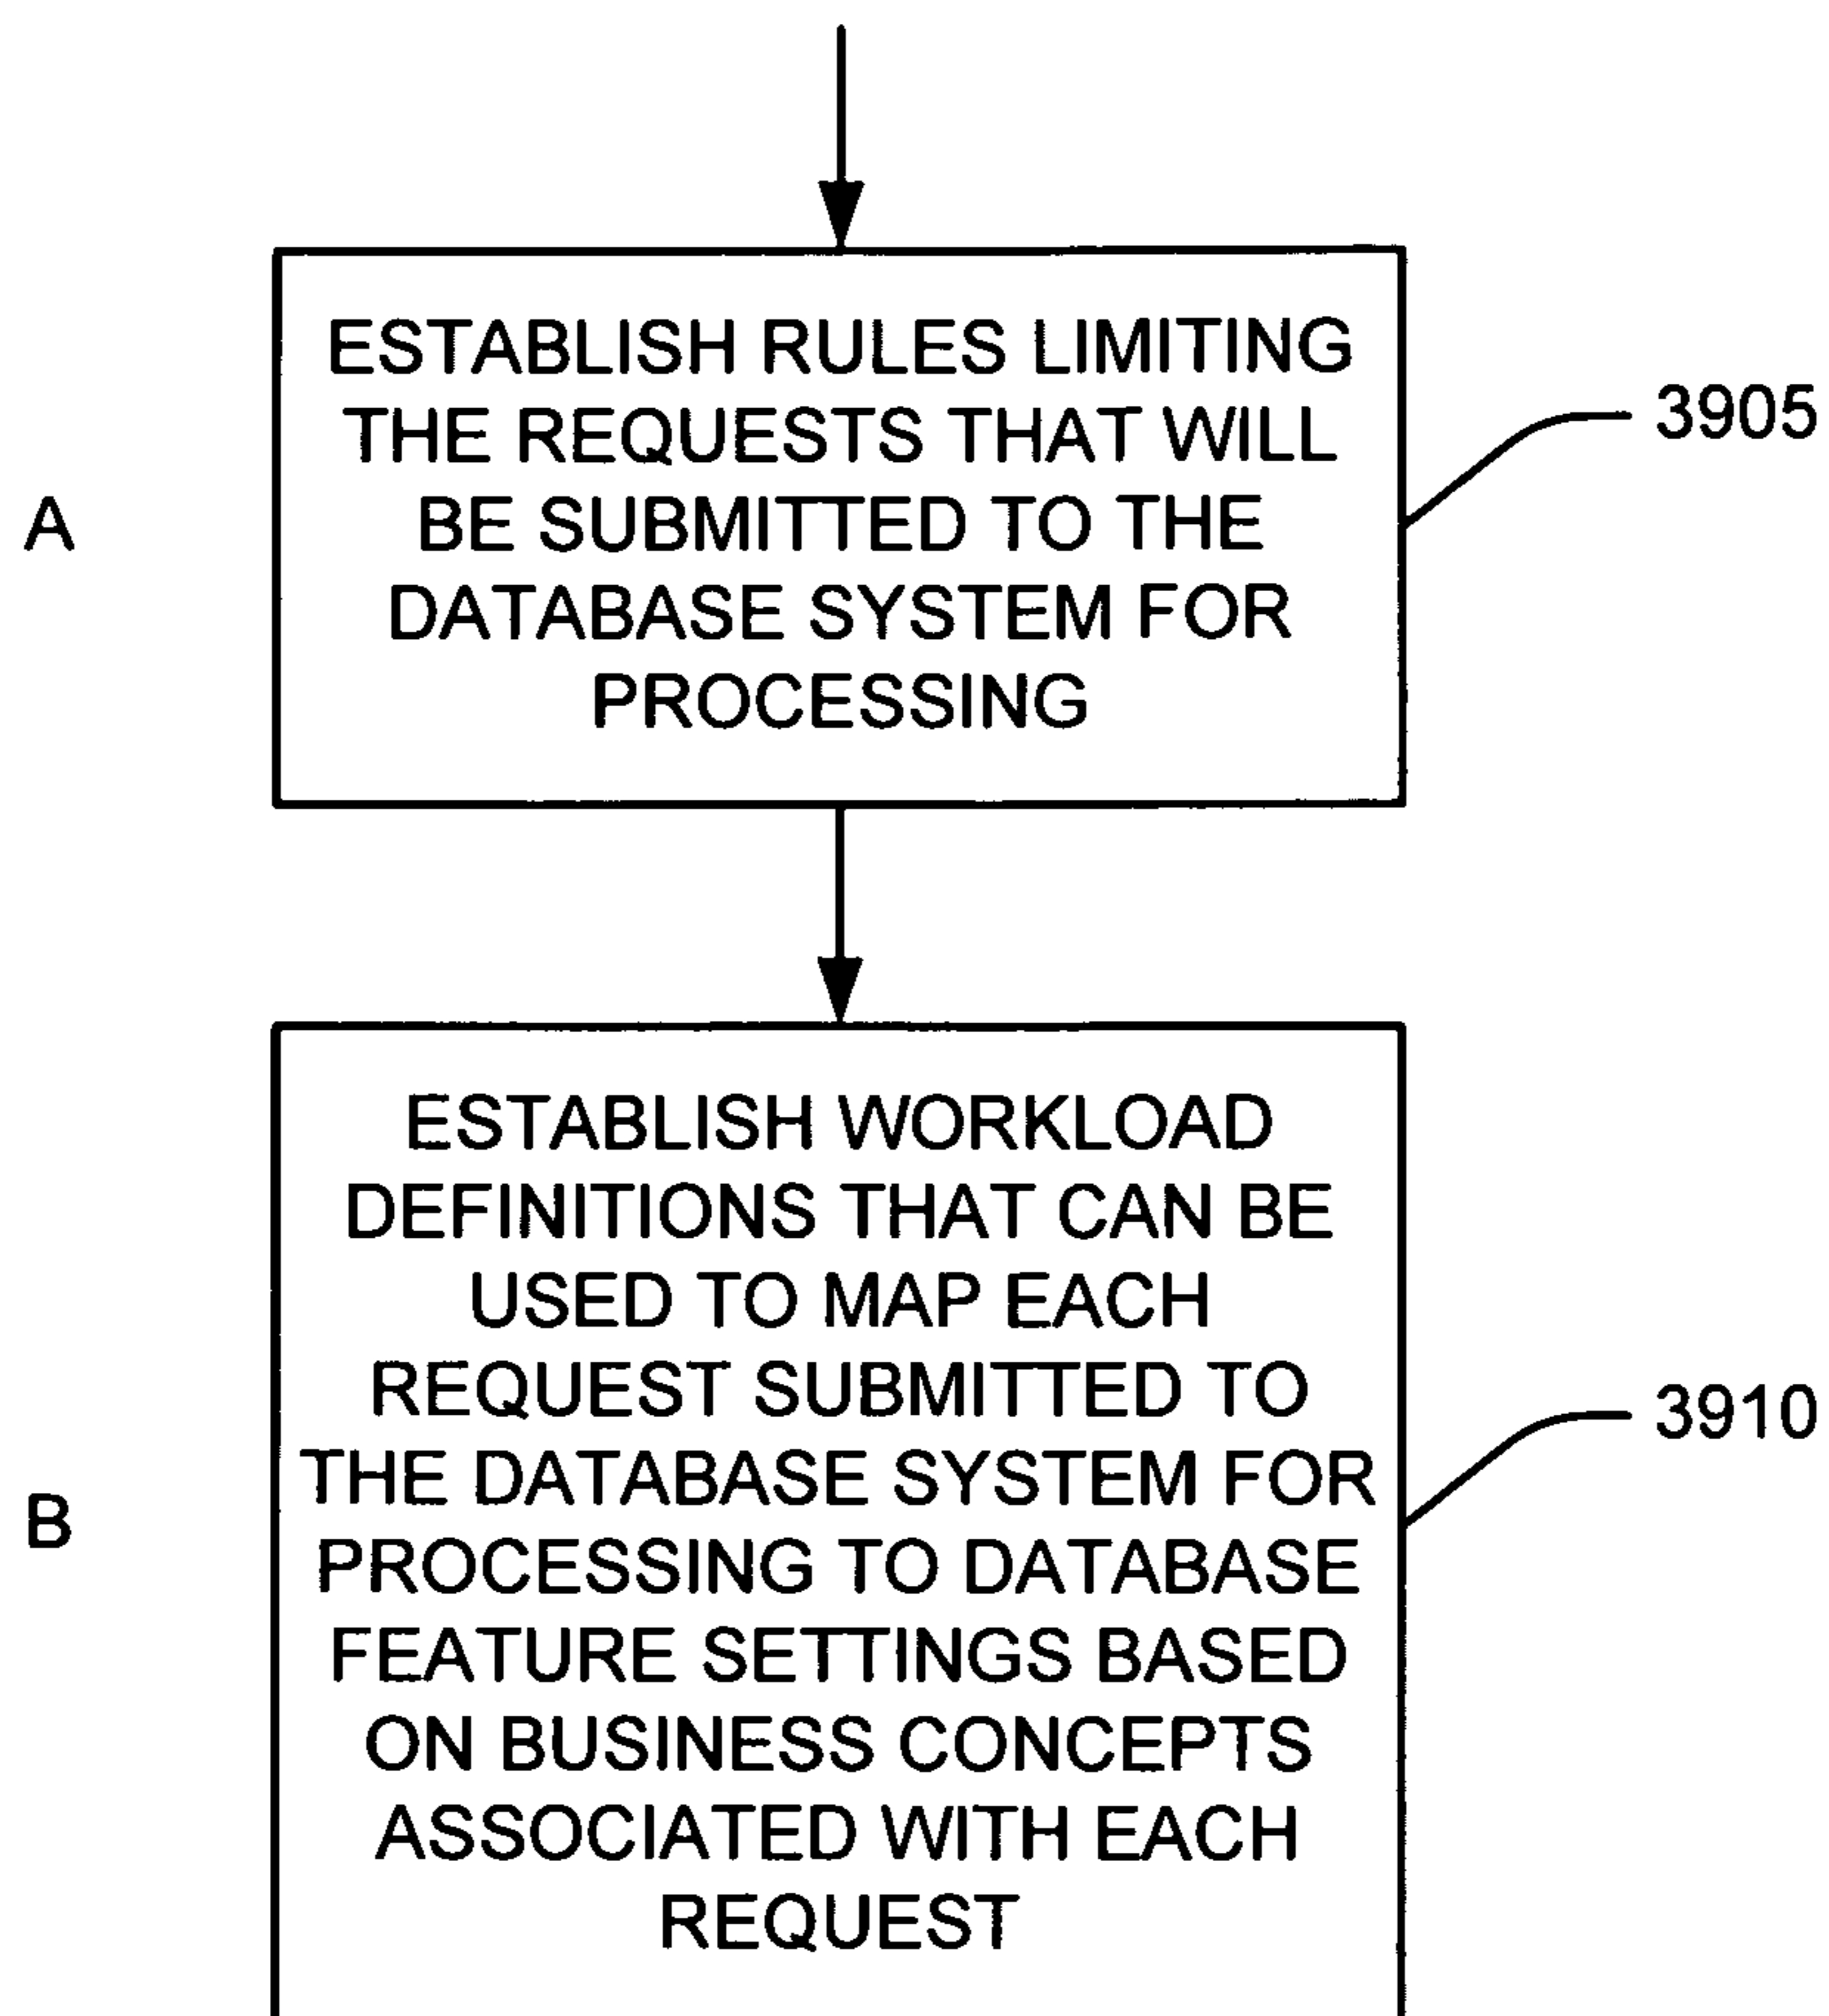 ESTABLISH RULES LIMITING
THE REQUESTS THAT WILL
BE SUBMITTED TO THE
DATABASE SYSTEM FOR
PROCESSING
3905
A
ESTABLISH WORKLOAD
DEFINITIONS THAT CAN BE
USED TO MAP EACH
REQUEST SUBMITTED TO
THE DATABASE SYSTEM FOR
PROCESSING TO DATABASE
FEATURE SETTINGS BASED
ON BUSINESS CONCEPTS
ASSOCIATED WITH EACH
REQUEST
3910
B